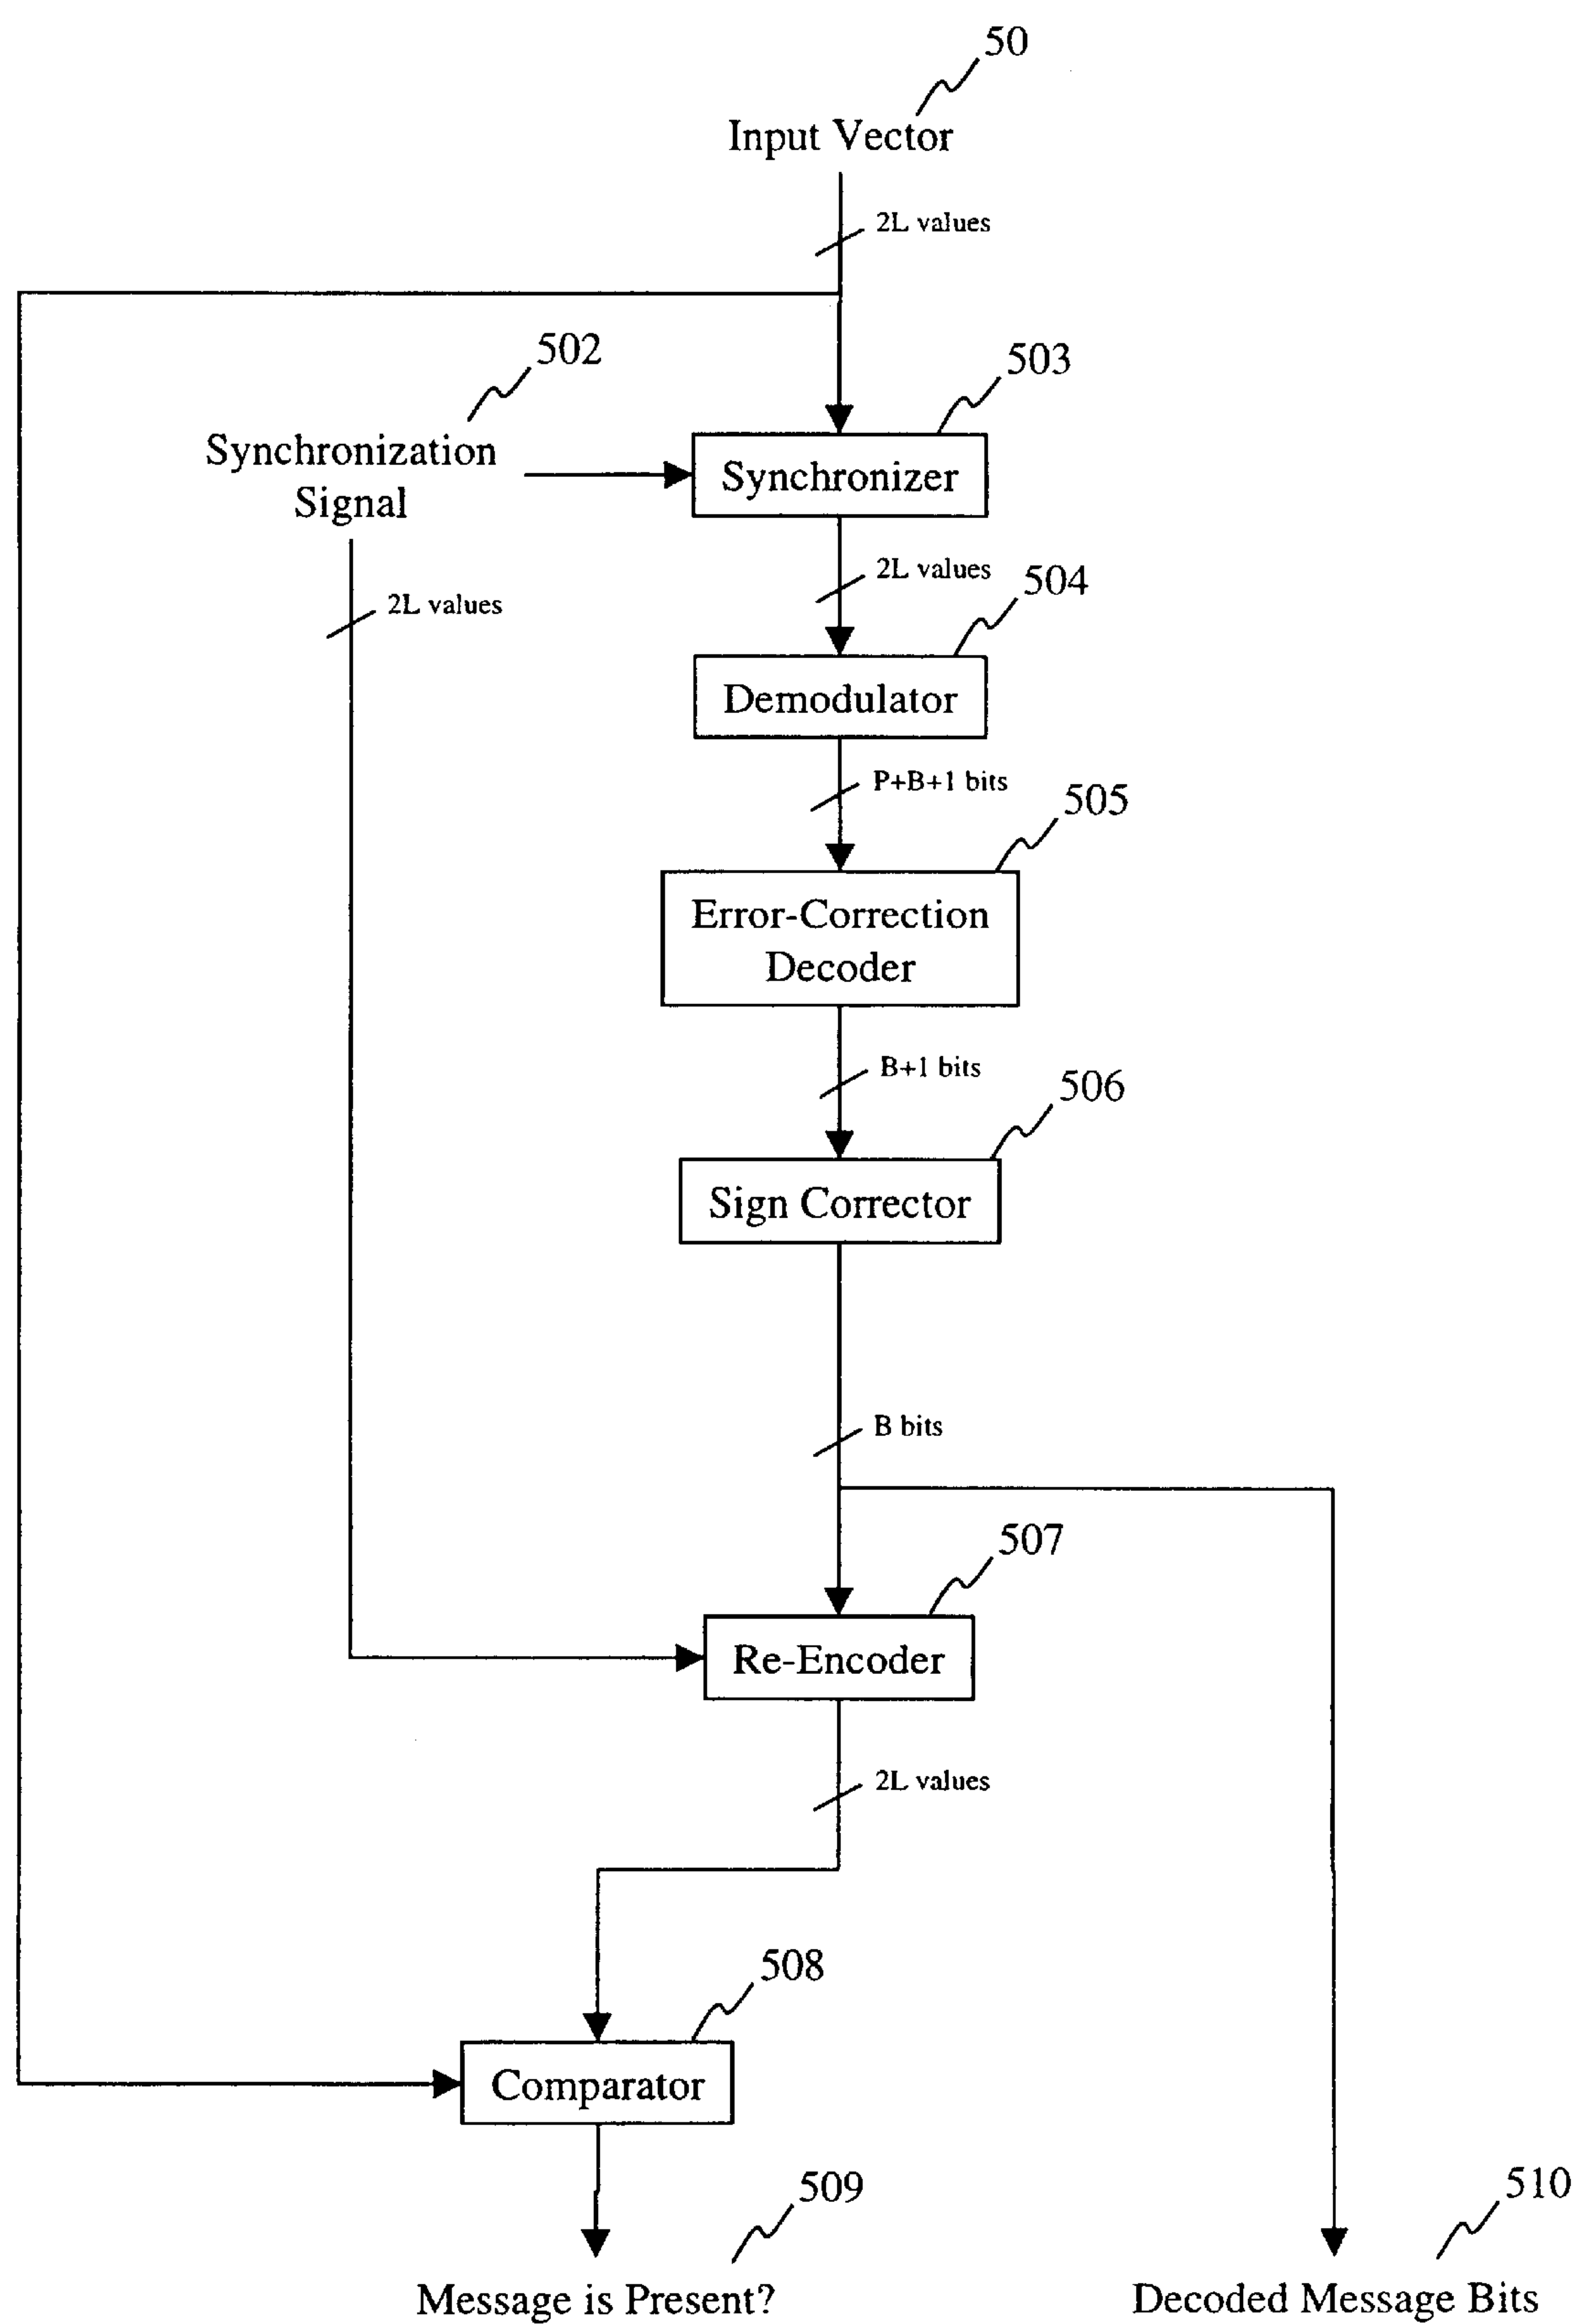 50
Input Vector
2L values
502
503
Synchronization
Signal
Synchronizer
2L values
504
2L values
Demodulator
P+B+1 bits
505
Error-Correction
Decoder
B+1 bits
506
Sign Corrector
B bits
507
Re-Encoder
2L values
508
Comparator
509
510
Message is Present?
Decoded Message Bits